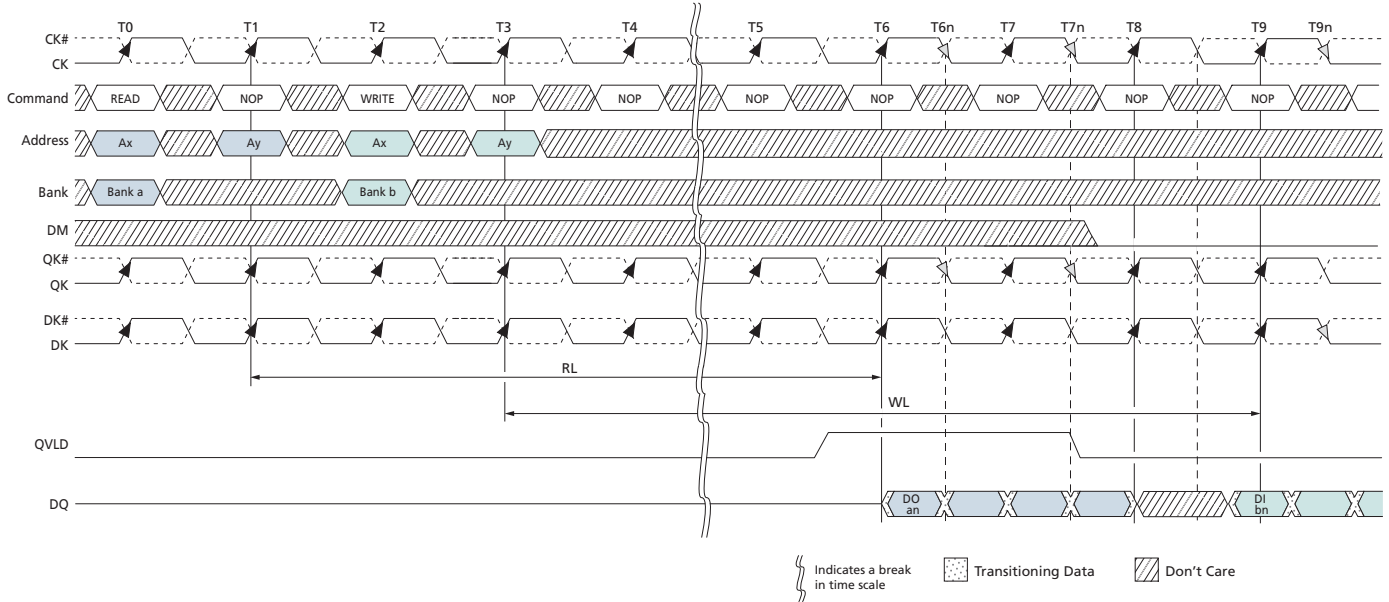 T0 T1 T2 T3 T4 T5 T6 T6n T7 T7n T8 T9 T9n
CK#
CK
Command READ NOP WRITE NOP NOP NOP NOP NOP NOP NOP
Address Ax Ay Ax Ay
Bank Bank a Bank b
DM
QK#
QK
DK#
DK
RL
WL
QVLD
DQ DO an DI bn
Indicates a break
in time scale
Transitioning Data
Don't Care